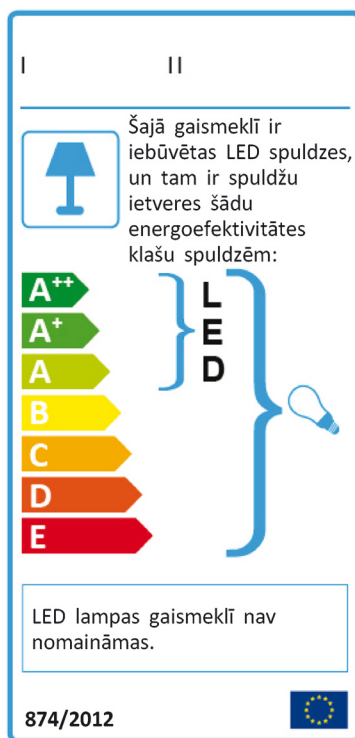 I II
Šajā gaismeklī ir
iebūvētas LED spuldzes,
un tam ir spuldžu
ietveres šādu
energoefektivitātes
klašu spuldzēm:
A++
A+
A
B
C
D
E
L
E
D
LED lampas gaismeklī nav
nomaināmas.
874/2012